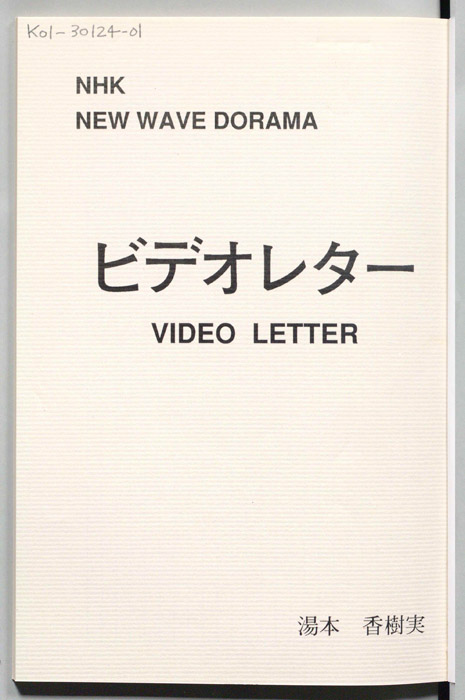 K01-30124-01
NHK
NEW WAVE DORAMA
ビデオレター
VIDEO LETTER
湯本 香樹実